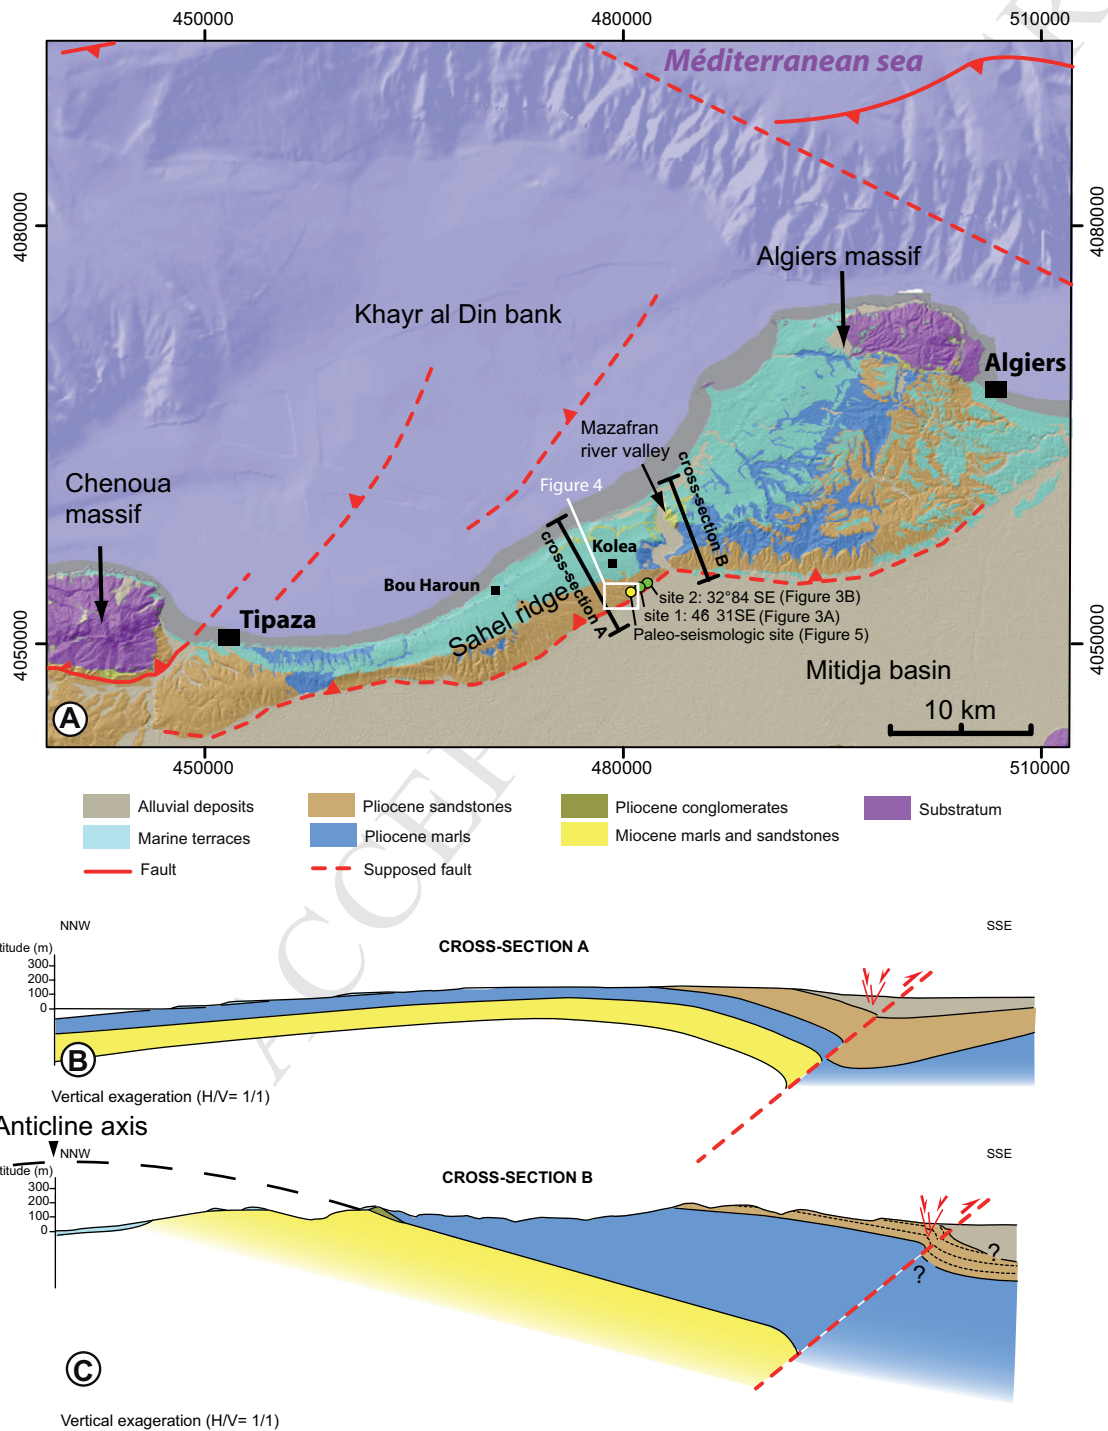 450000
480000
510000
Méditerranean sea
4080000
4080000
Algiers massif
Khayr al Din bank
Algiers
Mazafran
river valley
cross-section B
Figure 4
Chenoua
massif
cross-section A
Kolea
Bou Haroun
site 2: 32°84 SE (Figure 3B)
site 1: 46 31SE (Figure 3A)
Paleo-seismologic site (Figure 5)
Sahel ridge
Tipaza
4050000
4050000
Mitidja basin
10 km
A
450000
480000
510000
Alluvial deposits
Pliocene sandstones
Pliocene conglomerates
Substratum
Marine terraces
Pliocene marls
Miocene marls and sandstones
Fault
Supposed fault
NNW
SSE
CROSS-SECTION A
titude (m)
300
200
100
0
B
Vertical exageration (H/V= 1/1)
Anticline axis
NNW
SSE
CROSS-SECTION B
titude (m)
300
200
100
0
?
?
C
Vertical exageration (H/V= 1/1)